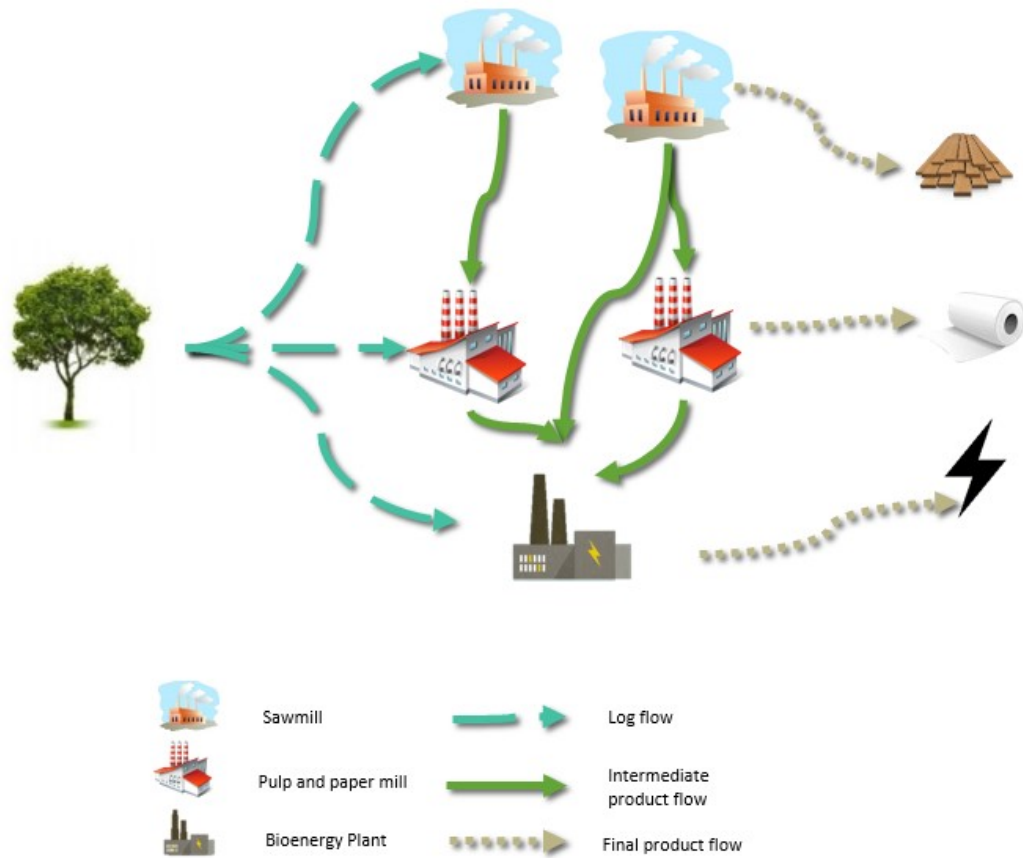 Sawmill
Log flow
Pulp and paper mill
Intermediate
product flow
Bioenergy Plant
Final product flow